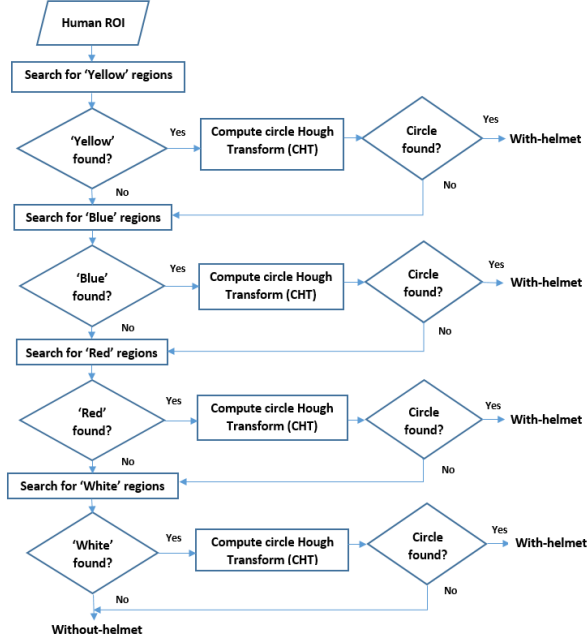 Human ROI
Search for 'Yellow' regions
'Yellow'
found?
Yes
Compute circle Hough
Transform (CHT)
Circle
found?
Yes
With-helmet
No
No
Search for 'Blue' regions
'Blue'
found?
Yes
Compute circle Hough
Transform (CHT)
Circle
found?
Yes
With-helmet
No
No
Search for 'Red' regions
'Red'
found?
Yes
Compute circle Hough
Transform (CHT)
Circle
found?
Yes
With-helmet
No
No
Search for 'White' regions
'White'
found?
Yes
Compute circle Hough
Transform (CHT)
Circle
found?
Yes
With-helmet
No
No
Without-helmet